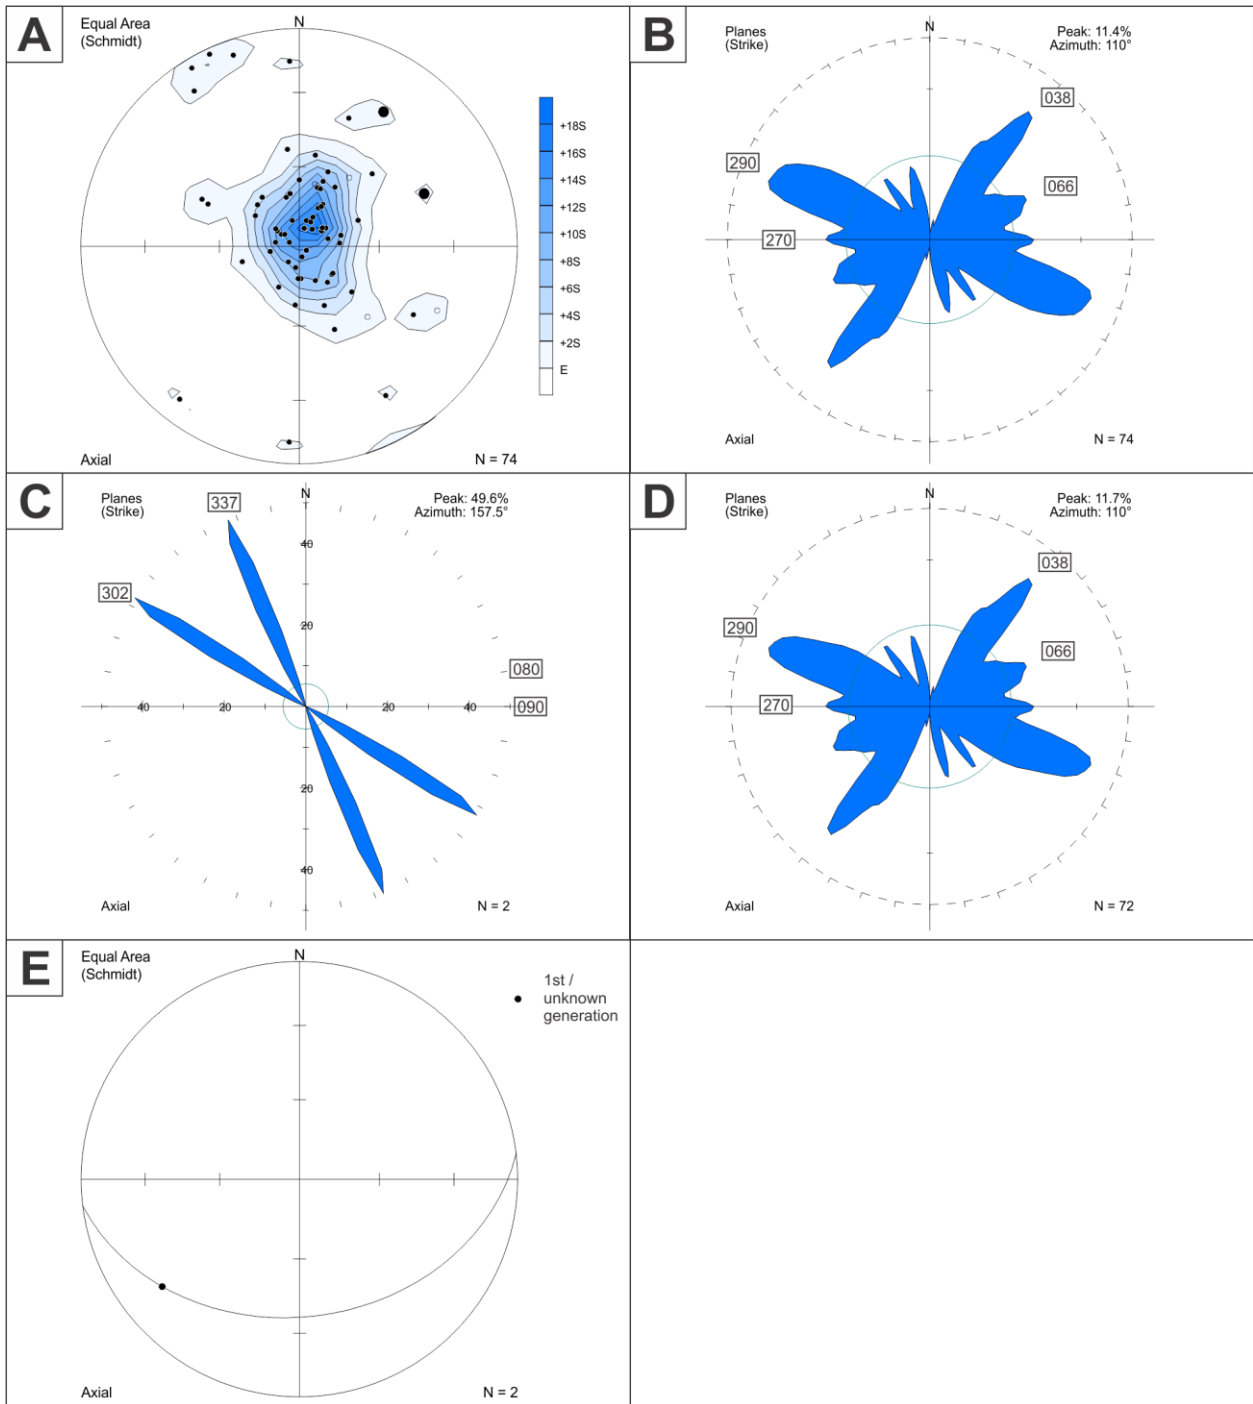 A
Equal Area
(Schmidt)
N
+18S
+16S
+14S
+12S
+10S
+8S
+6S
+4S
+2S
E
Axial
N = 74
B
Planes
(Strike)
N
Peak: 11.4%
Azimuth: 110°
038
290
066
270
Axial
N = 74
C
Planes
(Strike)
337
N
Peak: 49.6%
Azimuth: 157.5°
40
302
20
080
40
20
20
40
090
20
40
Axial
N = 2
D
Planes
(Strike)
N
Peak: 11.7%
Azimuth: 110°
038
290
066
270
Axial
N = 72
E
Equal Area
(Schmidt)
N
1st /
unknown
generation
Axial
N = 2